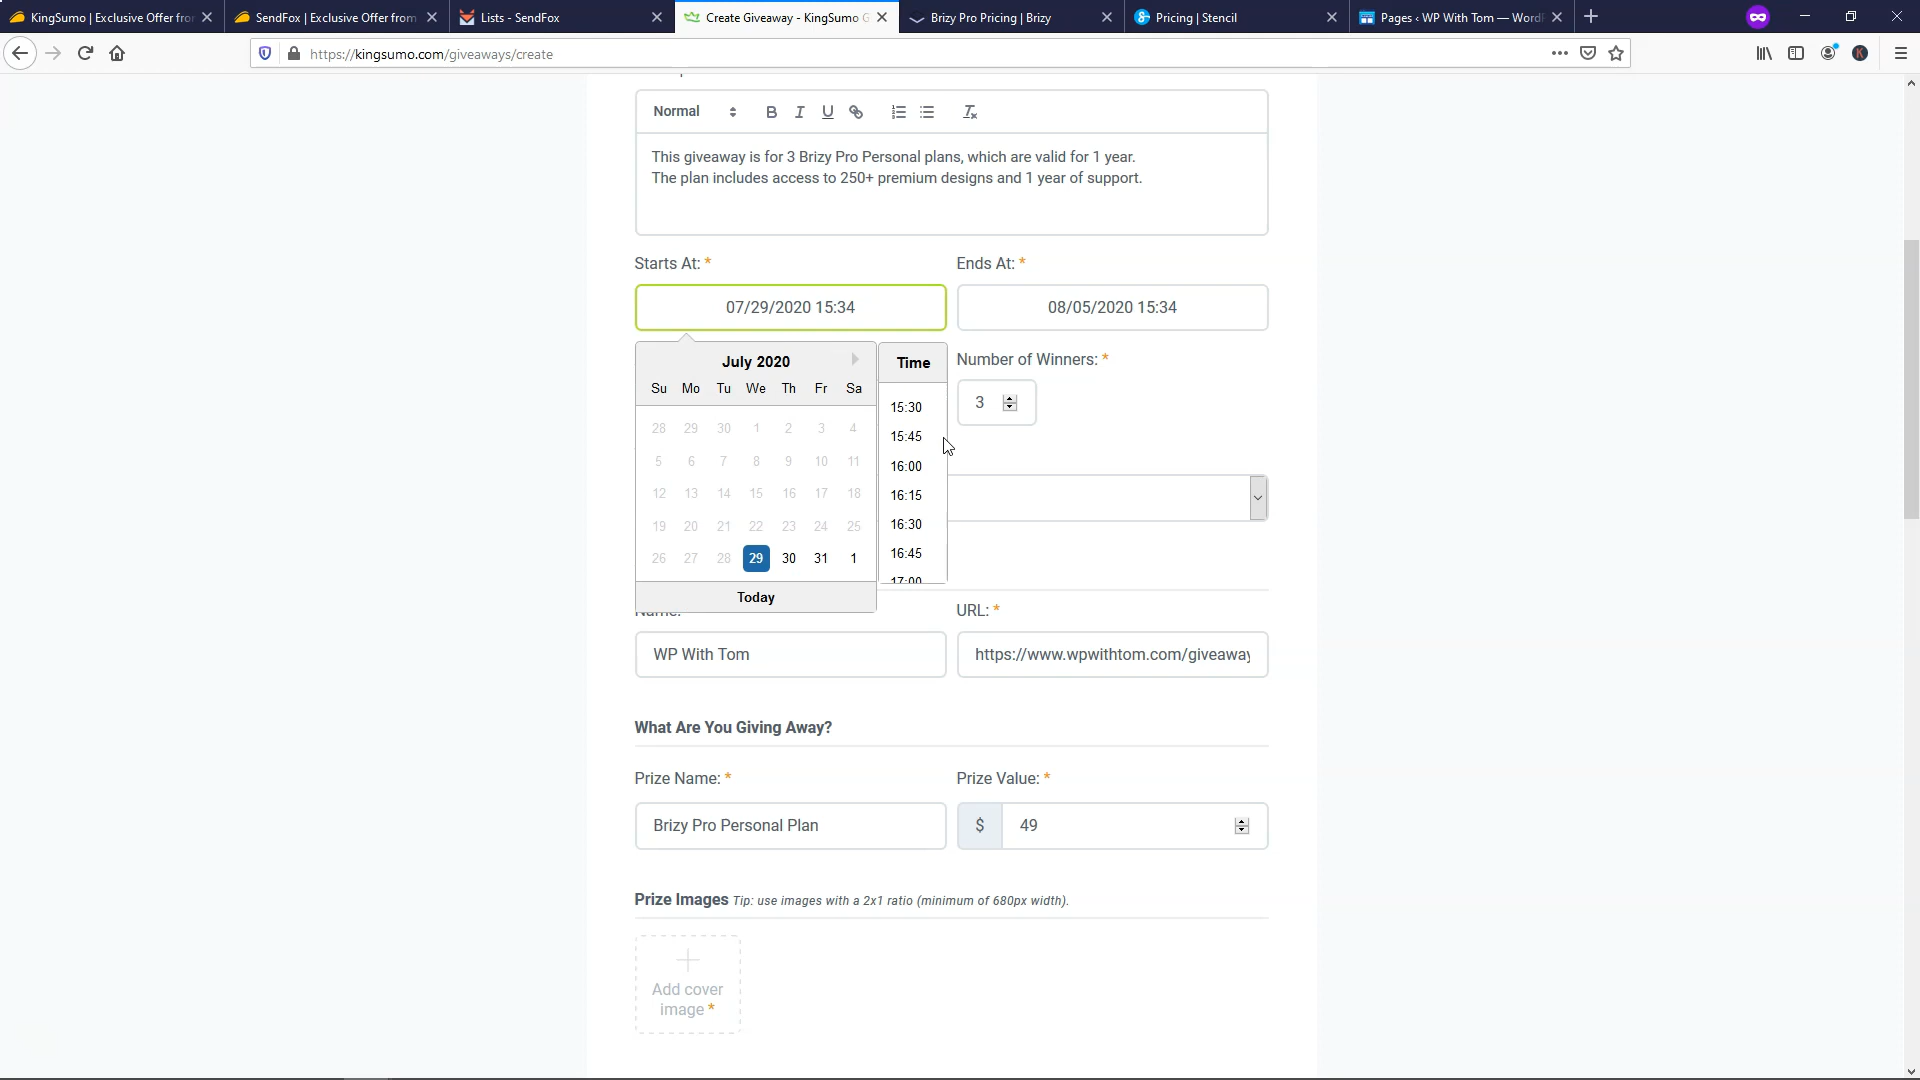 KingSumo | Exclusive Offer fro
SendFox | Exclusive Offer from
Lists - SendFox
Create Giveaway - KingSumo G
Brizy Pro Pricing | Brizy
Pricing | Stencil
Pages ‹ WP With Tom — Word
https://kingsumo.com/giveaways/create
K
Normal B I U
This giveaway is for 3 Brizy Pro Personal plans, which are valid for 1 year.
The plan includes access to 250+ premium designs and 1 year of support.
Starts At: * Ends At: *
07/29/2020 15:34 08/05/2020 15:34
July 2020 Time Number of Winners: *
Su Mo Tu We Th Fr Sa
3
15:30
28 29 30 1 2 3 4
15:45
5 6 7 8 9 10 11
16:00
12 13 14 15 16 17 18
16:15
19 20 21 22 23 24 25
16:30
26 27 28 29 30 31 1
16:45
17:00
Today
Name: URL: *
WP With Tom https://www.wpwithtom.com/giveaway
What Are You Giving Away?
Prize Name: * Prize Value: *
Brizy Pro Personal Plan $ 49
Prize Images Tip: use images with a 2x1 ratio (minimum of 680px width).
Add cover
image *